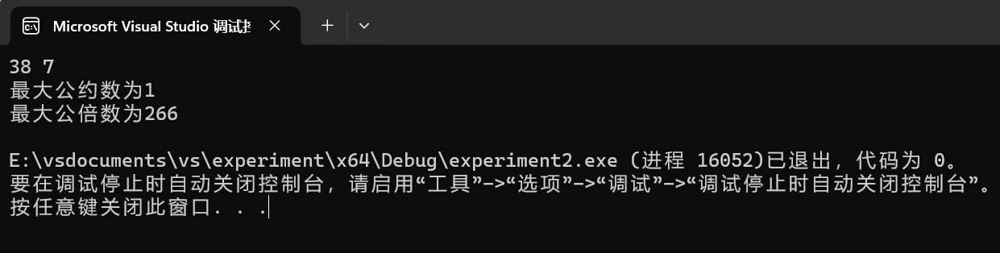 Microsoft Visual Studio 调试
38 7
最大公约数为1
最大公倍数为266
E:\vsdocuments\vs\experiment\x64\Debug\experiment2.exe (进程 16052)已退出，代码为 0。
要在调试停止时自动关闭控制台，请启用“工具”->“选项”->“调试”->“调试停止时自动关闭控制台”。
按任意键关闭此窗口. . .